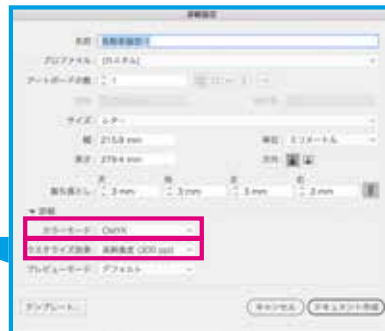 詳細設定
名前: 名称未設定-1
プロファイル: [カスタム]
アートボードの数: 1
サイズ: レター
幅: 215.9 mm 単位: ミリメートル
高さ: 279.4 mm 方向:
天 地 左 右
裁ち落とし: 3 mm 3 mm 3 mm 3 mm
▼ 詳細
カラーモード: CMYK
ラスタライズ効果: 高解像度 (300 ppi)
プレビューモード: デフォルト
テンプレート... キャンセル ドキュメント作成